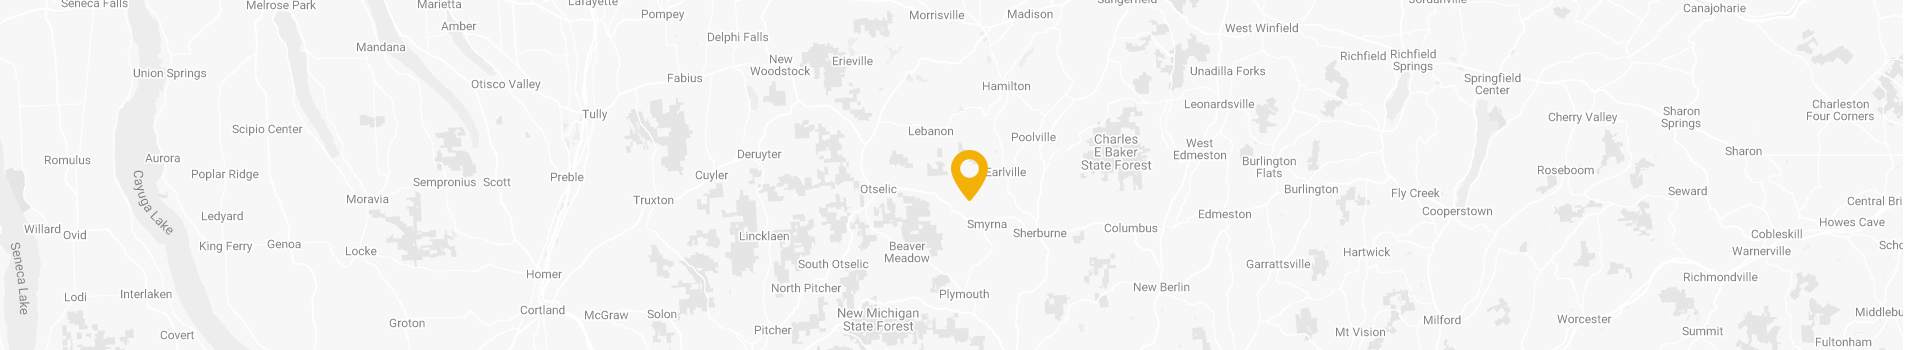 Seneca Falls
Melrose Park
Marietta
Lafayette
Sangerfield
Jordanville
Canajoharie
Pompey
Morrisville
Madison
Amber
West Winfield
Delphi Falls
Mandana
Richfield
Richfield
Springs
New
Woodstock
Erieville
Union Springs
Fabius
Unadilla Forks
Springfield
Center
Otisco Valley
Hamilton
Leonardsville
Charleston
Four Corners
Tully
Cherry Valley
Sharon
Springs
Scipio Center
Lebanon
Poolville
Charles
E Baker
State Forest
West
Edmeston
Sharon
Romulus
Aurora
Deruyter
Burlington
Flats
Poplar Ridge
Cuyler
Earlville
Roseboom
Sempronius
Scott
Preble
Otselic
Burlington
Fly Creek
Seward
Cayuga Lake
Moravia
Truxton
Central Bri
Ledyard
Edmeston
Cooperstown
Willard
Ovid
Smyrna
Sherburne
Columbus
Howes Cave
Cobleskill
King Ferry
Genoa
Locke
Lincklaen
Beaver
Meadow
Hartwick
Warnerville
Scho
Seneca Lake
South Otselic
Garrattsville
Homer
Richmondville
Lodi
Interlaken
North Pitcher
Plymouth
New Berlin
Cortland
McGraw
Solon
New Michigan
State Forest
Middlebu
Groton
Milford
Worcester
Covert
Pitcher
Mt Vision
Summit
Fultonham